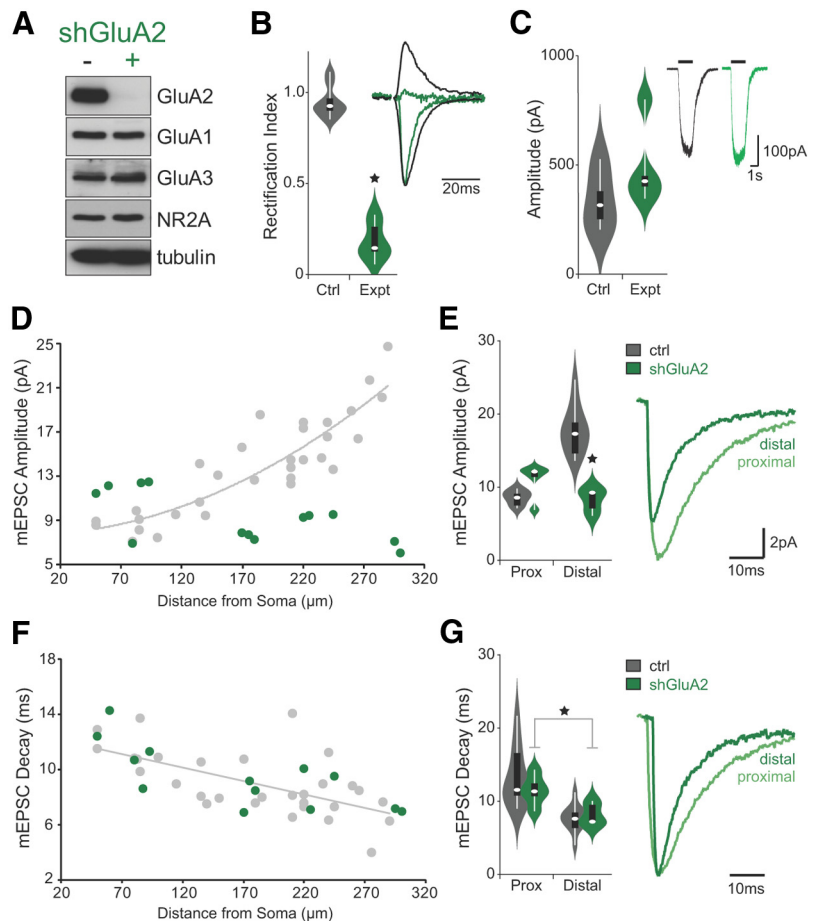 A
shGluA2
- +
GluA2
GluA1
GluA3
NR2A
tubulin
B
Rectification Index
1.0
0.5
0
Ctrl Expt
20ms
C
Amplitude (pA)
1000
500
0
Ctrl Expt
100pA
1s
D
mEPSC Amplitude (pA)
25
21
17
13
9
5
20 70 120 170 220 270 320
Distance from Soma (µm)
E
mEPSC Amplitude (pA)
30
20
10
0
Prox Distal
ctrl
shGluA2
distal
proximal
2pA
10ms
F
mEPSC Decay (ms)
18
14
10
6
2
20 70 120 170 220 270 320
Distance from Soma (µm)
G
mEPSC Decay (ms)
30
20
10
0
Prox Distal
ctrl
shGluA2
distal
proximal
10ms